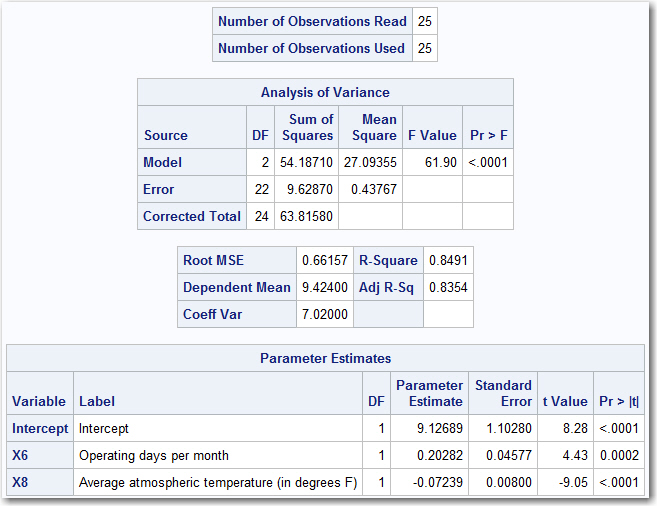 Number of Observations Read 25
Number of Observations Used 25
Analysis of Variance
Source DF Sum of Squares Mean Square F Value Pr > F
Model 2 54.18710 27.09355 61.90 <.0001
Error 22 9.62870 0.43767
Corrected Total 24 63.81580
Root MSE 0.66157 R-Square 0.8491
Dependent Mean 9.42400 Adj R-Sq 0.8354
Coeff Var 7.02000
Parameter Estimates
Variable Label DF Parameter Estimate Standard Error t Value Pr > |t|
Intercept Intercept 1 9.12689 1.10280 8.28 <.0001
X6 Operating days per month 1 0.20282 0.04577 4.43 0.0002
X8 Average atmospheric temperature (in degrees F) 1 -0.07239 0.00800 -9.05 <.0001